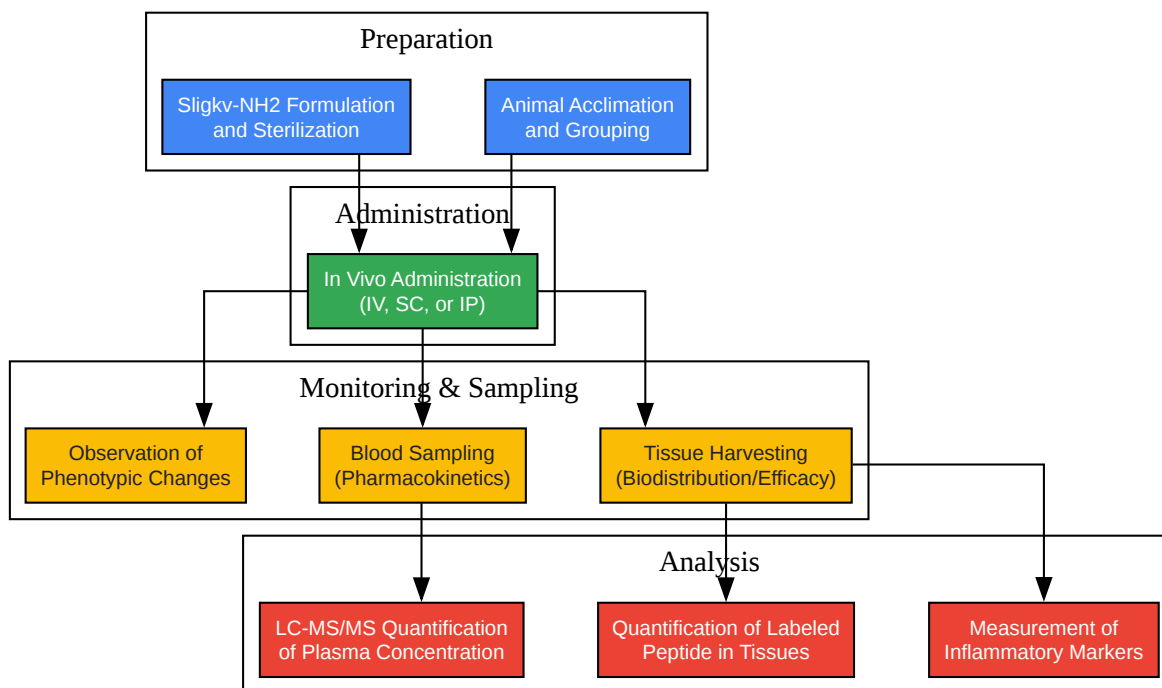 Preparation
Sligkv-NH2 Formulation
and Sterilization
Animal Acclimation
and Grouping
Administration
In Vivo Administration
(IV, SC, or IP)
Monitoring & Sampling
Observation of
Phenotypic Changes
Blood Sampling
(Pharmacokinetics)
Tissue Harvesting
(Biodistribution/Efficacy)
Analysis
LC-MS/MS Quantification
of Plasma Concentration
Quantification of Labeled
Peptide in Tissues
Measurement of
Inflammatory Markers